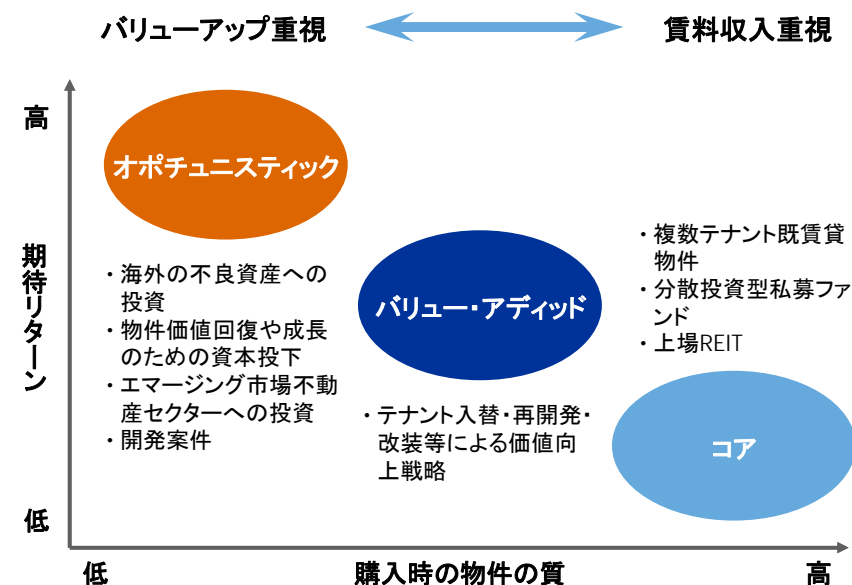 バリューアップ重視
賃料収入重視
高
期待リターン
低
オポチュニスティック
・海外の不良資産への
投資
・物件価値回復や成長
のための資本投下
・エマージング市場不動
産セクターへの投資
・開発案件
バリュー・アディッド
・テナント入替・再開発・
改装等による価値向
上戦略
・複数テナント既賃貸
物件
・分散投資型私募ファ
ンド
・上場REIT
コア
低
購入時の物件の質
高